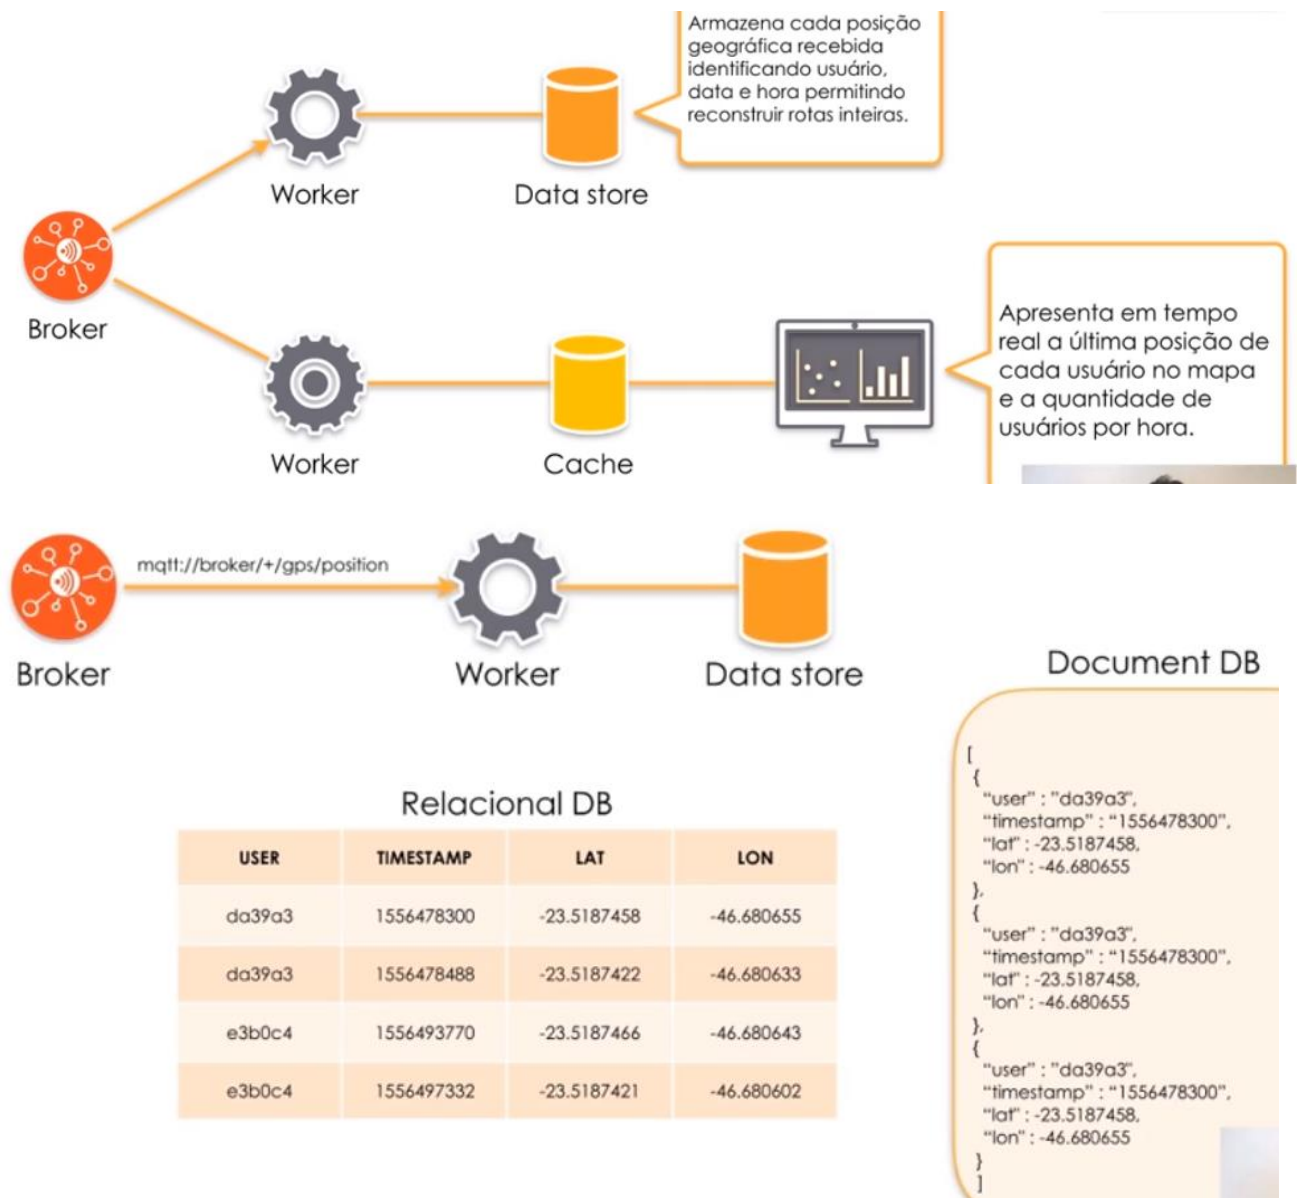 Armazena cada posição
geográfica recebida
identificando usuário,
data e hora permitindo
reconstruir rotas inteiras.
Worker
Data store
Broker
Apresenta em tempo
real a última posição de
cada usuário no mapa
e a quantidade de
usuários por hora.
Worker
Cache
mqtt://broker/+/gps/position
Broker
Worker
Data store
Document DB
Relacional DB
USER TIMESTAMP LAT LON
da39a3 1556478300 -23.5187458 -46.680655
da39a3 1556478488 -23.5187422 -46.680633
e3b0c4 1556493770 -23.5187466 -46.680643
e3b0c4 1556497332 -23.5187421 -46.680602
[
{
"user" : "da39a3",
"timestamp" : "1556478300",
"lat" : -23.5187458,
"lon" : -46.680655
},
{
"user" : "da39a3",
"timestamp" : "1556478300",
"lat" : -23.5187458,
"lon" : -46.680655
},
{
"user" : "da39a3",
"timestamp" : "1556478300",
"lat" : -23.5187458,
"lon" : -46.680655
}
]